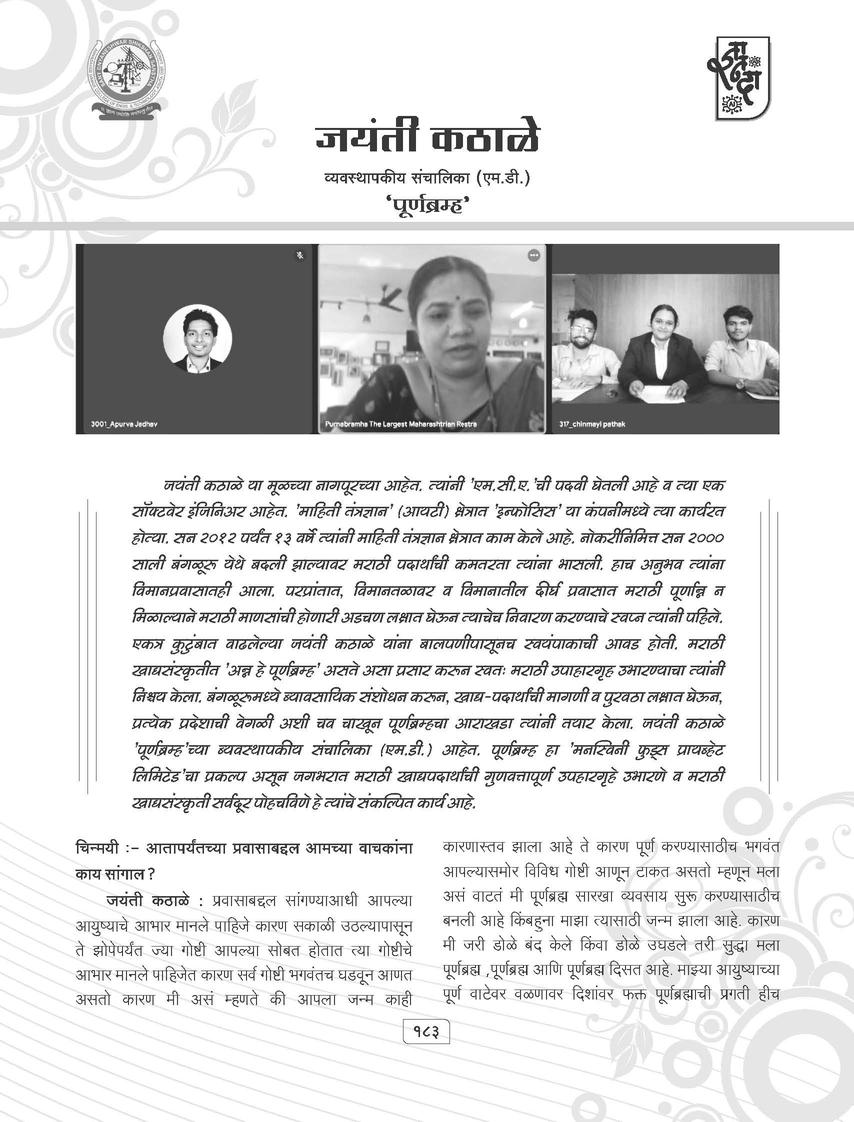 जयंती कठाळे
व्यवस्थापकीय संचालिका (एम.डी.)
‘पूर्णब्रम्ह’
3001_Apurva Jadhav
Purnabramha The Largest Maharashtrian Restra
317_chinmayi pathak
जयंती कठाळे या मूळच्या नागपूरच्या आहेत. त्यांनी 'एम.सी.ए.'ची पदवी घेतली आहे व त्या एक
सॉफ्टवेर इंजिनिअर आहेत. 'माहिती तंत्रज्ञान' (आयटी) क्षेत्रात 'इन्फोसिस' या कंपनीमध्ये त्या कार्यरत
होत्या. सन २०१२ पर्यंत १३ वर्षे त्यांनी माहिती तंत्रज्ञान क्षेत्रात काम केले आहे. नोकरीनिमित्त सन २०००
साली बंगळूरू येथे बदली झाल्यावर मराठी पदार्थांची कमतरता त्यांना भासली. हाच अनुभव त्यांना
विमानप्रवासातही आला. परप्रांतात, विमानतळावर व विमानातील दीर्घ प्रवासात मराठी पूर्णान्न न
मिळाल्याने मराठी माणसांची होणारी अडचण लक्षात घेऊन त्याचेच निवारण करण्याचे स्वप्न त्यांनी पहिले.
एकत्र कुटुंबात वाढलेल्या जयंती कठाळे यांना बालपणीपासूनच स्वयंपाकाची आवड होती. मराठी
खाद्यसंस्कृतीत 'अन्न हे पूर्णब्रम्ह' असते असा प्रसार करून स्वतः मराठी उपाहारगृह उभारण्याचा त्यांनी
निश्चय केला. बंगळूरूमध्ये व्यावसायिक संशोधन करून, खाद्य-पदार्थांची मागणी व पुरवठा लक्षात घेऊन,
प्रत्येक प्रदेशाची वेगळी अशी चव चाखून पूर्णब्रम्हचा आराखडा त्यांनी तयार केला. जयंती कठाळे
'पूर्णब्रम्ह'च्या व्यवस्थापकीय संचालिका (एम.डी.) आहेत. पूर्णब्रम्ह हा 'मनस्विनी फुड्स प्रायव्हेट
लिमिटेड'चा प्रकल्प असून जगभरात मराठी खाद्यपदार्थांची गुणवत्तापूर्ण उपहारगृहे उभारणे व मराठी
खाद्यसंस्कृती सर्वदूर पोहचविणे हे त्यांचे संकल्पित कार्य आहे.
चिन्मयी :- आतापर्यंतच्या प्रवासाबद्दल आमच्या वाचकांना
काय सांगाल ?
जयंती कठाळे : प्रवासाबद्दल सांगण्याआधी आपल्या
आयुष्याचे आभार मानले पाहिजे कारण सकाळी उठल्यापासून
ते झोपेपर्यंत ज्या गोष्टी आपल्या सोबत होतात त्या गोष्टीचे
आभार मानले पाहिजेत कारण सर्व गोष्टी भगवंतच घडवून आणत
असतो कारण मी असं म्हणते की आपला जन्म काही
कारणास्तव झाला आहे ते कारण पूर्ण करण्यासाठीच भगवंत
आपल्यासमोर विविध गोष्टी आणून टाकत असतो म्हणून मला
असं वाटतं मी पूर्णब्रह्म सारखा व्यवसाय सुरू करण्यासाठीच
बनली आहे किंबहुना माझा त्यासाठी जन्म झाला आहे. कारण
मी जरी डोळे बंद केले किंवा डोळे उघडले तरी सुद्धा मला
पूर्णब्रह्म ,पूर्णब्रह्म आणि पूर्णब्रह्म दिसत आहे. माझ्या आयुष्याच्या
पूर्ण वाटेवर वळणावर दिशांवर फक्त पूर्णब्रह्माची प्रगती हीच
१८३